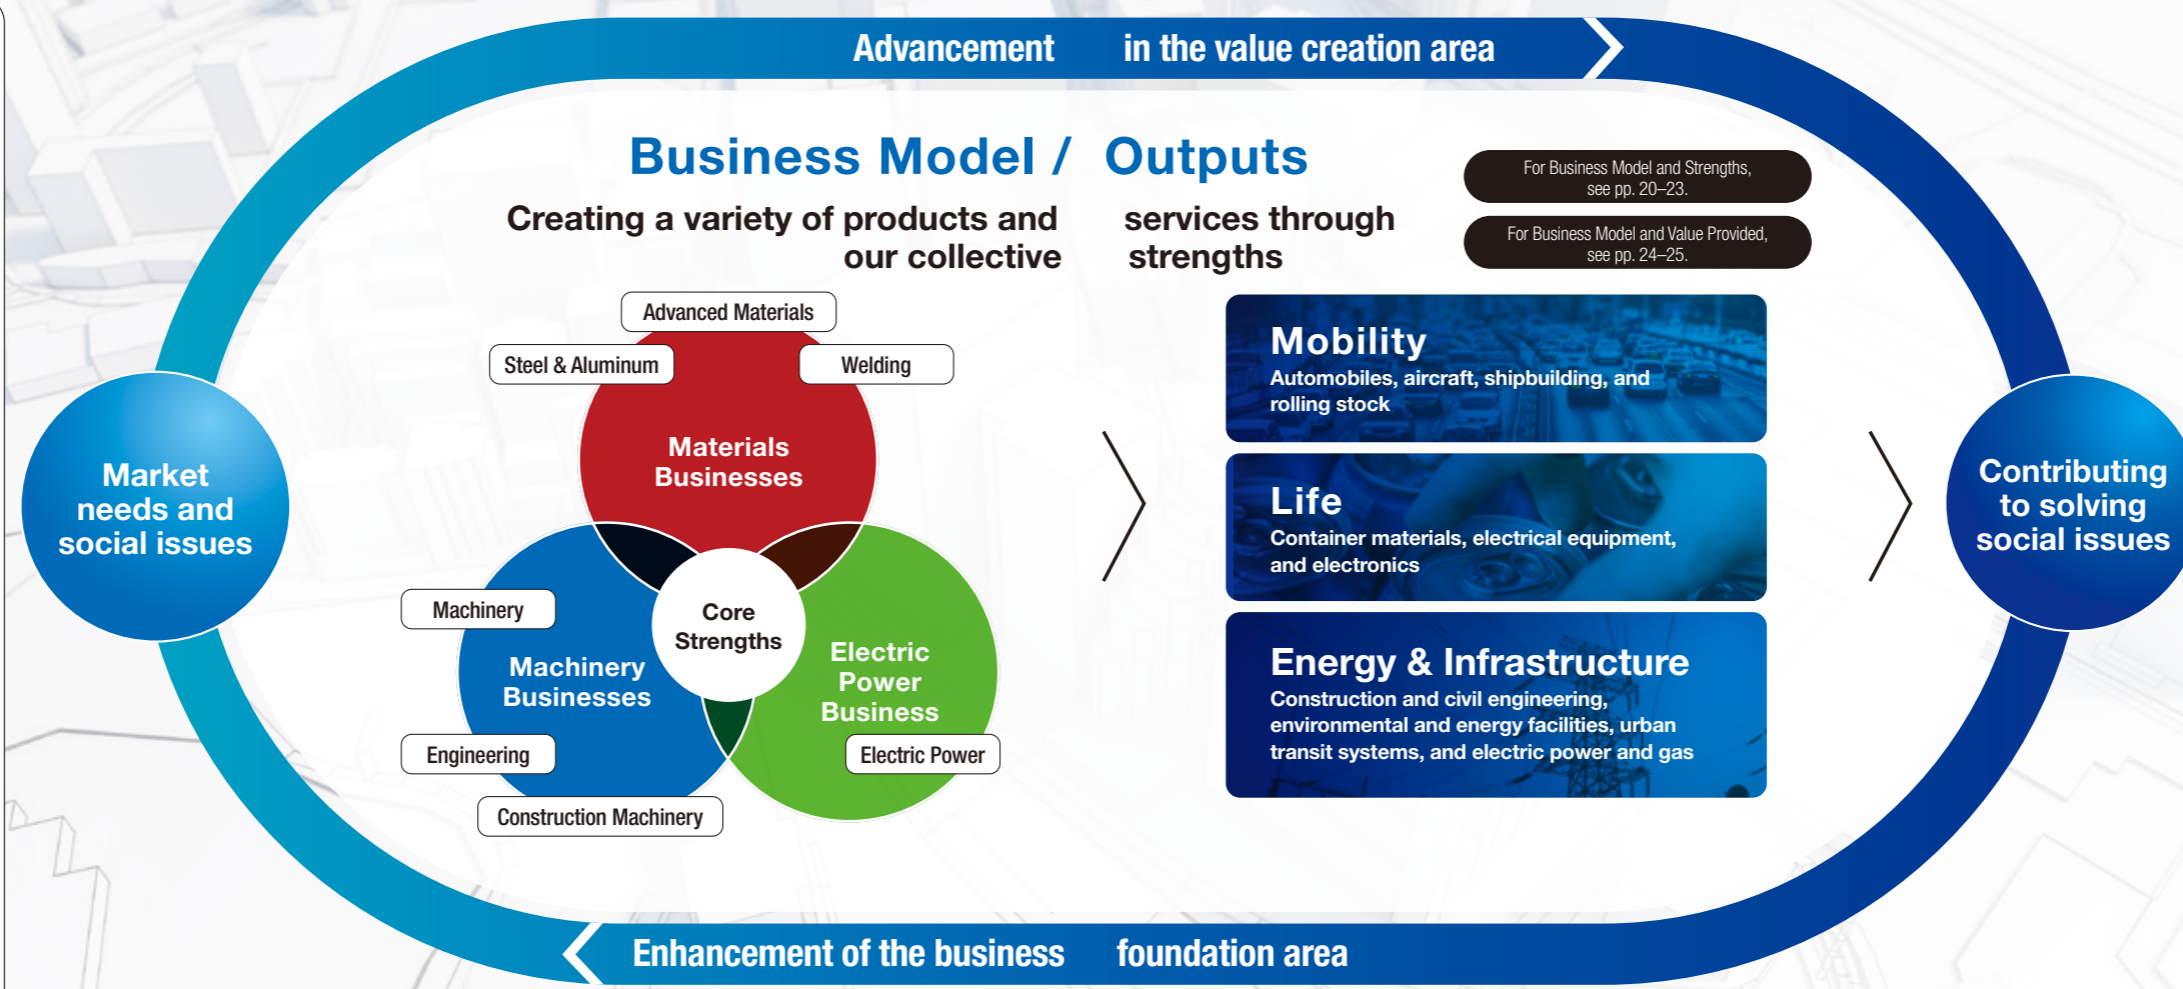 Advancement in the value creation area
Business Model / Outputs
Creating a variety of products and services through
our collective strengths
For Business Model and Strengths,
see pp. 20–23.
For Business Model and Value Provided,
see pp. 24–25.
Market
needs and
social issues
Advanced Materials
Steel & Aluminum
Welding
Materials
Businesses
Machinery
Machinery
Businesses
Engineering
Construction Machinery
Core
Strengths
Electric
Power
Business
Electric Power
Mobility
Automobiles, aircraft, shipbuilding, and
rolling stock
Life
Container materials, electrical equipment,
and electronics
Energy & Infrastructure
Construction and civil engineering,
environmental and energy facilities, urban
transit systems, and electric power and gas
Contributing
to solving
social issues
Enhancement of the business foundation area